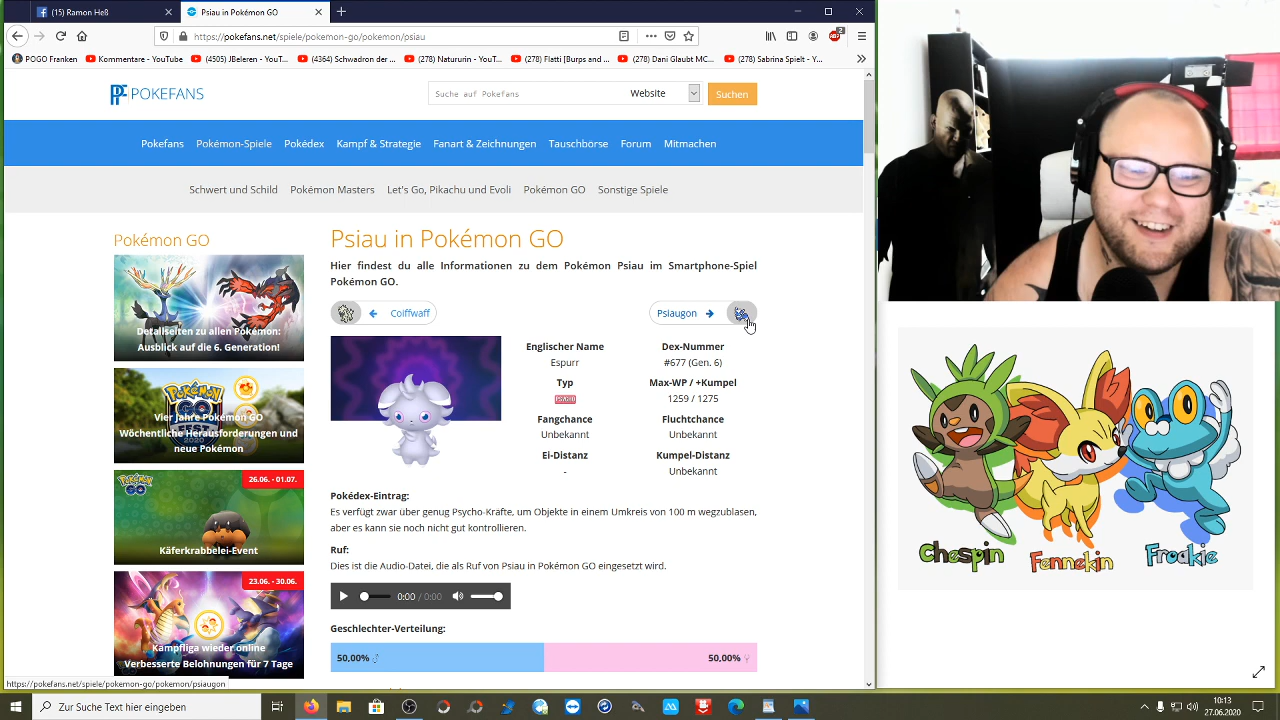 (15) Ramon Heß
Psiau in Pokémon GO
https://pokefans.net/spiele/pokemon-go/pokemon/psiau
POGO Franken
Kommentare - YouTube
(4505) JBeleren - YouT...
(4364) Schwadron der ...
(278) Natururin - YouT...
(278) Flatti [Burps and ...
(278) Dani Glaubt MC...
(278) Sabrina Spielt - Y...
POKEFANS
Suche auf Pokefans
Website
Suchen
Pokefans Pokémon-Spiele Pokédex Kampf & Strategie Fanart & Zeichnungen Tauschbörse Forum Mitmachen
Schwert und Schild Pokémon Masters Let's Go, Pikachu und Evoli Pokémon GO Sonstige Spiele
Pokémon GO
Detailseiten zu allen Pokémon:
Ausblick auf die 6. Generation!
Vier Jahre Pokémon GO
Wöchentliche Herausforderungen und
neue Pokémon
26.06. - 01.07.
Käferkrabbelei-Event
23.06. - 30.06.
Kampfliga wieder online
Verbesserte Belohnungen für 7 Tage
Psiau in Pokémon GO
Hier findest du alle Informationen zu dem Pokémon Psiau im Smartphone-Spiel
Pokémon GO.
Coiffwaff
Psiaugon
Englischer Name
Espurr
Dex-Nummer
#677 (Gen. 6)
Typ
PSYCHO
Max-WP / +Kumpel
1259 / 1275
Fangchance
Unbekannt
Fluchtchance
Unbekannt
Ei-Distanz
-
Kumpel-Distanz
Unbekannt
Pokédex-Eintrag:
Es verfügt zwar über genug Psycho-Kräfte, um Objekte in einem Umkreis von 100 m wegzublasen,
aber es kann sie noch nicht gut kontrollieren.
Ruf:
Dies ist die Audio-Datei, die als Ruf von Psiau in Pokémon GO eingesetzt wird.
0:00 / 0:00
Geschlechter-Verteilung:
50,00% ♂
50,00% ♀
https://pokefans.net/spiele/pokemon-go/pokemon/psiaugon
Chespin
Fennekin
Froakie
Zur Suche Text hier eingeben
10:13
27.06.2020